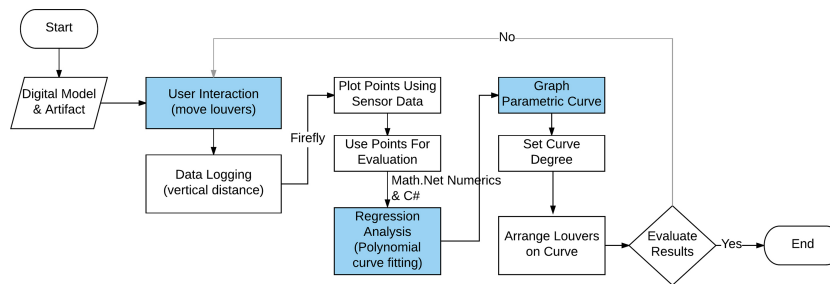 Start
Digital Model
& Artifact
User Interaction
(move louvers)
Data Logging
(vertical distance)
Firefly
Plot Points Using
Sensor Data
Use Points For
Evaluation
Math.Net Numerics
& C#
Regression
Analysis
(Polynomial
curve fitting)
Graph
Parametric Curve
Set Curve
Degree
Arrange Louvers
on Curve
Evaluate
Results
No
Yes
End